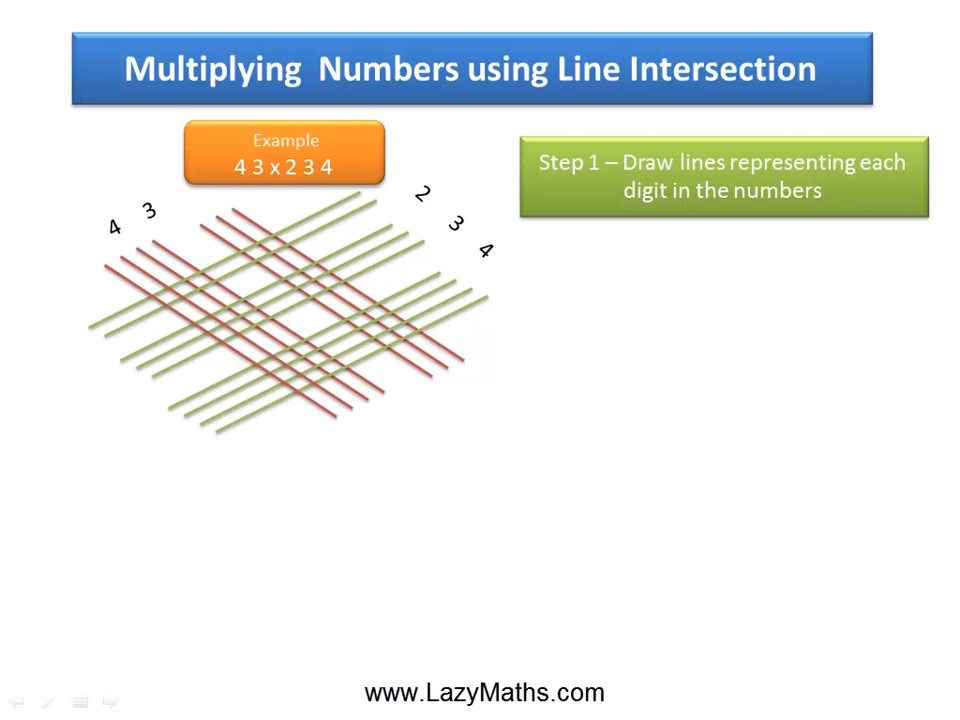 Multiplying Numbers using Line Intersection
Example
4 3 x 2 3 4
Step 1 – Draw lines representing each
digit in the numbers
4 3
2
3
4
www.LazyMaths.com